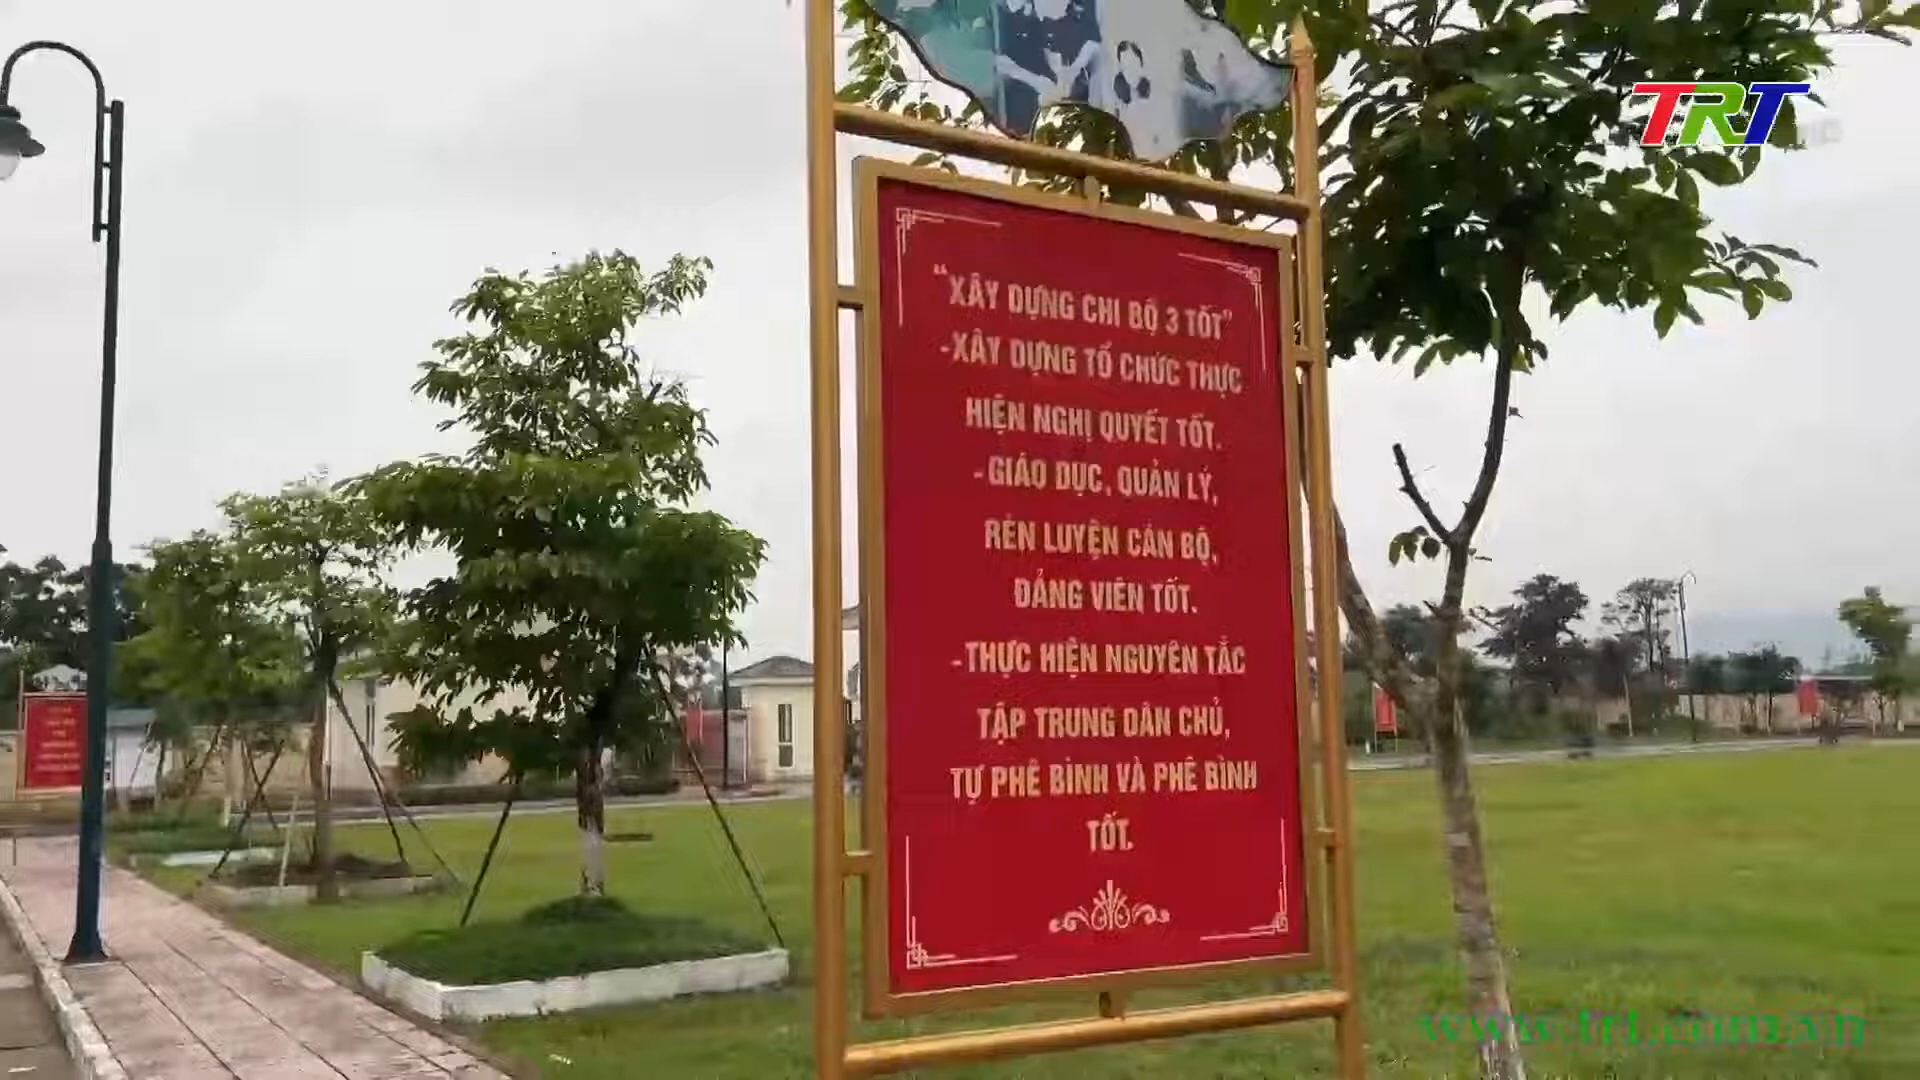 TRT
"XÂY DỰNG CHI BỘ 3 TỐT"
-XÂY DỰNG TỔ CHỨC THỰC
HIỆN NGHỊ QUYẾT TỐT.
-GIÁO DỤC, QUẢN LÝ,
RÈN LUYỆN CÁN BỘ,
ĐẢNG VIÊN TỐT.
-THỰC HIỆN NGUYÊN TẮC
TẬP TRUNG DÂN CHỦ,
TỰ PHÊ BÌNH VÀ PHÊ BÌNH
TỐT.
www.trt.com.vn